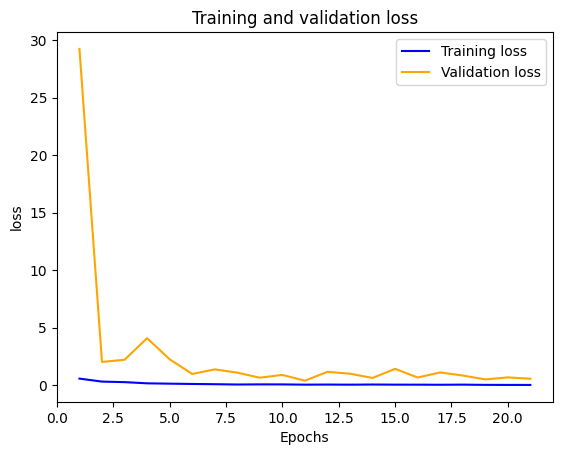 Training and validation loss
30
25
20
15
10
5
0
loss
Training loss
Validation loss
0.0 2.5 5.0 7.5 10.0 12.5 15.0 17.5 20.0
Epochs